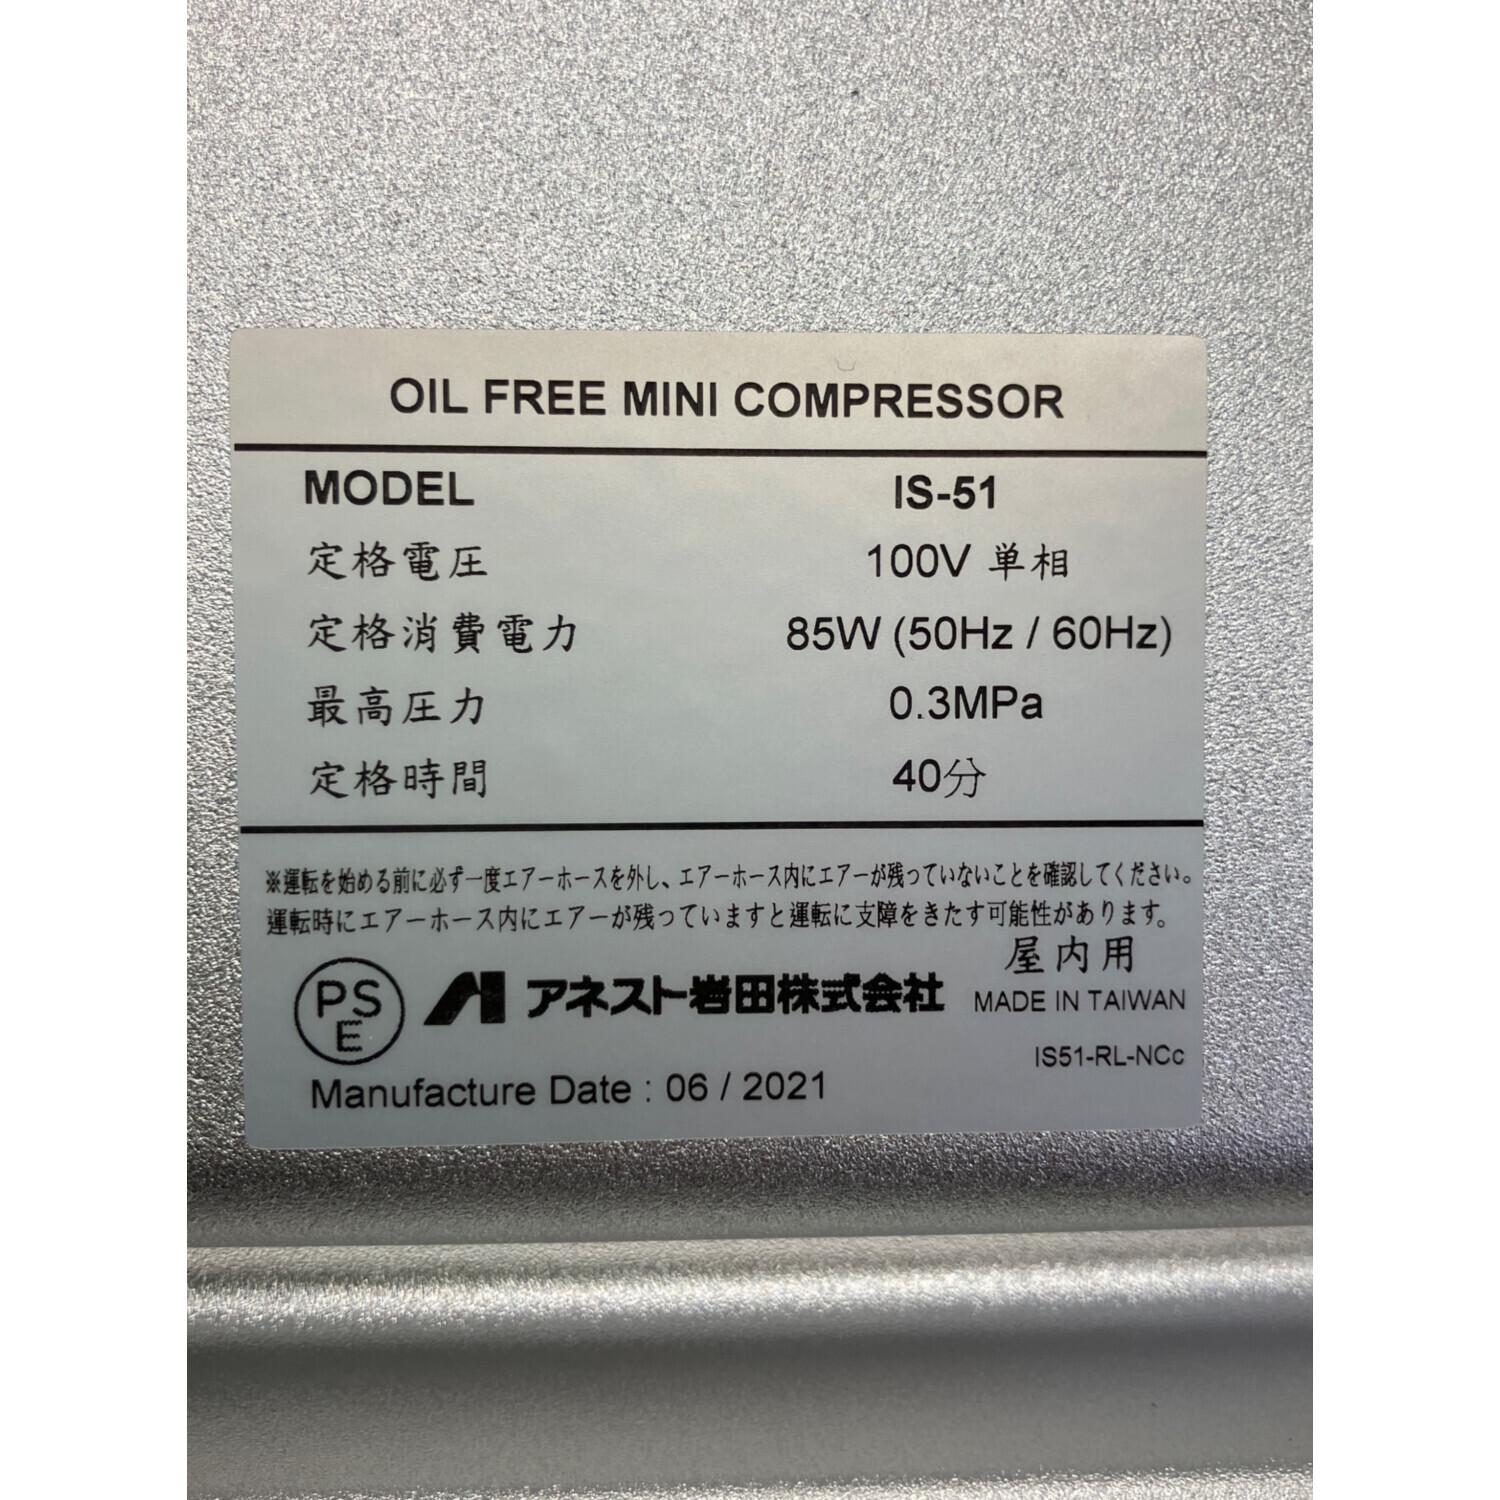 OIL FREE MINI COMPRESSOR
MODEL IS-51
定格電圧 100V 単相
定格消費電力 85W (50Hz / 60Hz)
最高圧力 0.3MPa
定格時間 40分
※運転を始める前に必ず一度エアーホースを外し、エアーホース内にエアーが残っていないことを確認してください。
運転時にエアーホース内にエアーが残っていますと運転に支障をきたす可能性があります。
屋内用
PSE
アネスト岩田株式会社
MADE IN TAIWAN
IS51-RL-NCc
Manufacture Date : 06 / 2021